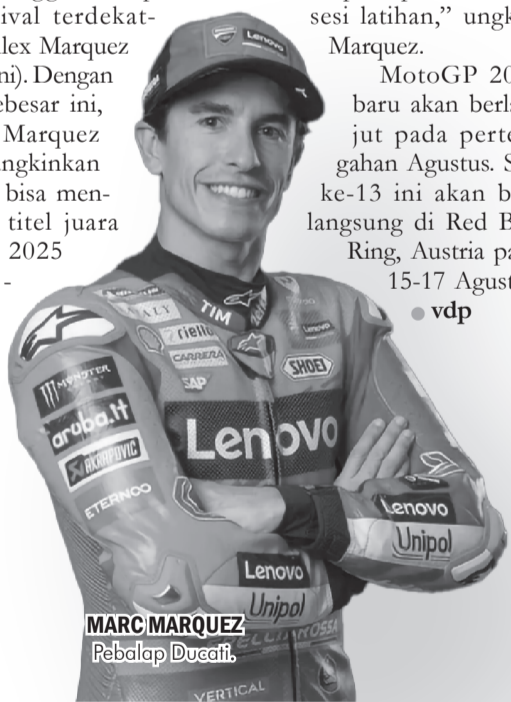 ival terdekat-
lex Marquez
ni). Dengan
ebesar ini,
Marquez
ngkinkan
bisa men-
titel juara
2025
-
sesi latihan,” ungk
Marquez.
MotoGP 20
baru akan berl
jut pada perte
gahan Agustus. S
ke-13 ini akan b
langsung di Red B
Ring, Austria pa
15-17 Agust
vdp
Lenovo
TIM
riello
Lenovo
CARRERA
SHOEI
SAP
MONSTER
aruba.it
AKRAPOVIC
ETERNOO
Lenovo
Lenovo
Unipol
Lenovo
Unipol
MARC MARQUEZ
Pebalap Ducati.
VERTICAL